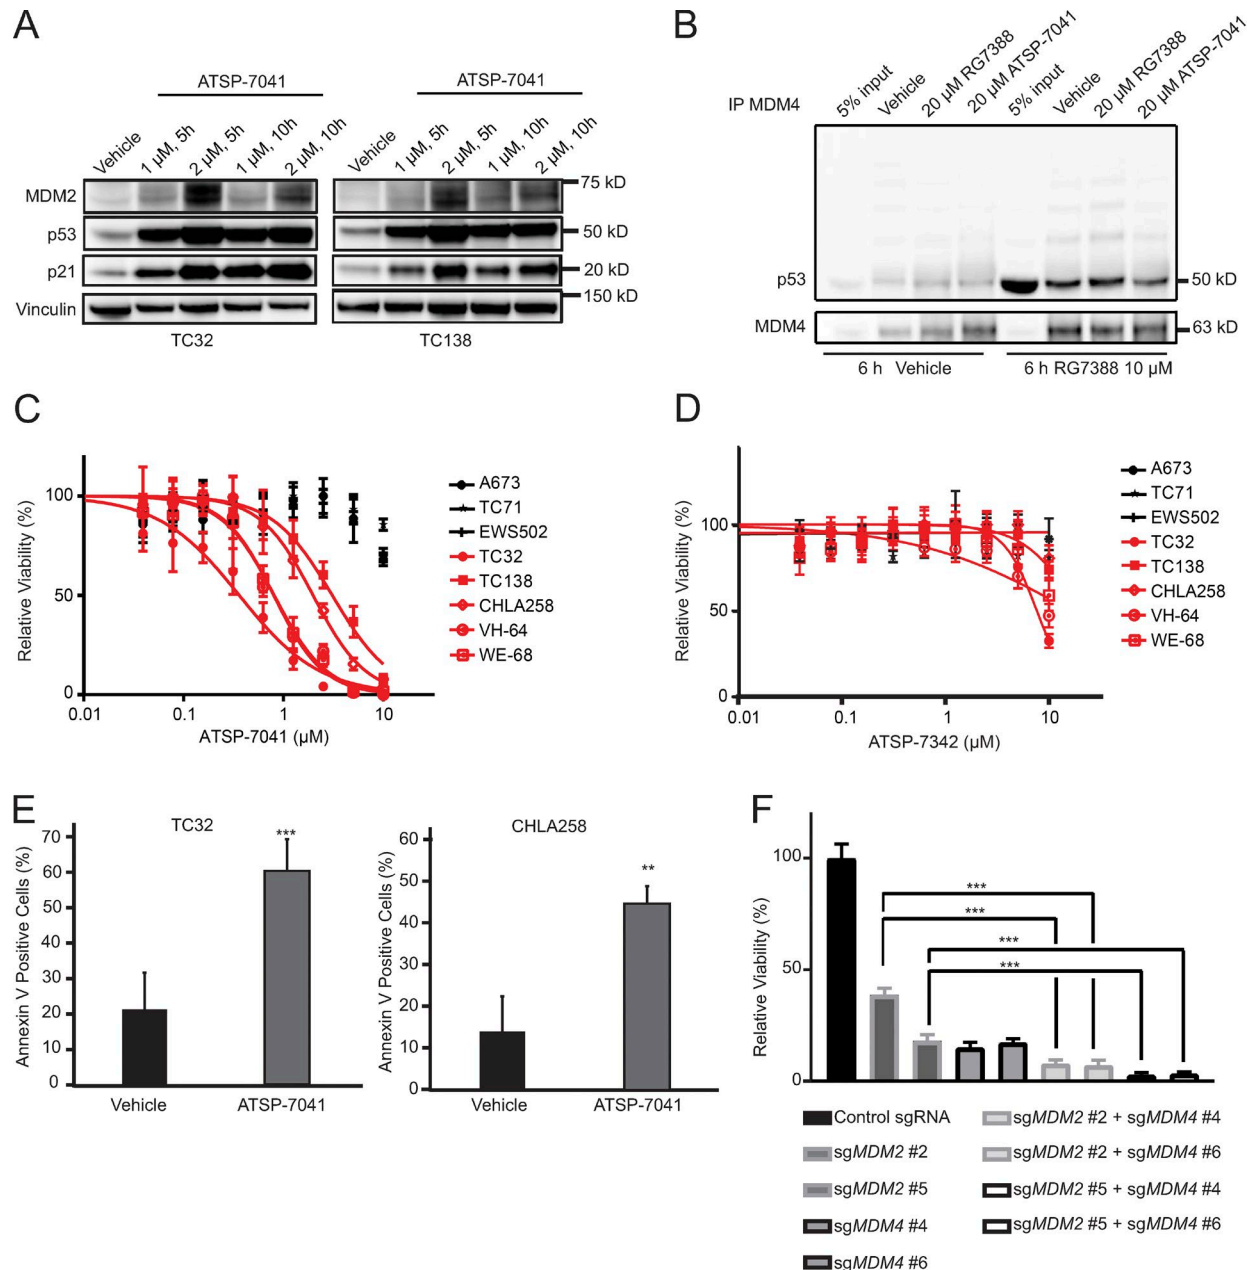 A
ATSP-7041
ATSP-7041
Vehicle
1 µM, 5h
2 µM, 5h
1 µM, 10h
2 µM, 10h
Vehicle
1 µM, 5h
2 µM, 5h
1 µM, 10h
2 µM, 10h
MDM2
75 kD
p53
50 kD
p21
20 kD
Vinculin
150 kD
TC32
TC138
B
IP MDM4
5% input
Vehicle
20 µM RG7388
20 µM ATSP-7041
5% input
Vehicle
20 µM RG7388
20 µM ATSP-7041
p53
50 kD
MDM4
63 kD
6 h Vehicle
6 h RG7388 10 µM
C
Relative Viability (%)
100
50
0
0.01
0.1
1
10
ATSP-7041 (µM)
A673
TC71
EWS502
TC32
TC138
CHLA258
VH-64
WE-68
D
Relative Viability (%)
100
50
0
0.01
0.1
1
10
ATSP-7342 (µM)
A673
TC71
EWS502
TC32
TC138
CHLA258
VH-64
WE-68
E
TC32
Annexin V Positive Cells (%)
70
60
50
40
30
20
10
0
***
Vehicle
ATSP-7041
CHLA258
Annexin V Positive Cells (%)
60
50
40
30
20
10
0
**
Vehicle
ATSP-7041
F
Relative Viability (%)
100
50
0
***
***
***
***
Control sgRNA
sgMDM2 #2
sgMDM2 #5
sgMDM4 #4
sgMDM4 #6
sgMDM2 #2 + sgMDM4 #4
sgMDM2 #2 + sgMDM4 #6
sgMDM2 #5 + sgMDM4 #4
sgMDM2 #5 + sgMDM4 #6